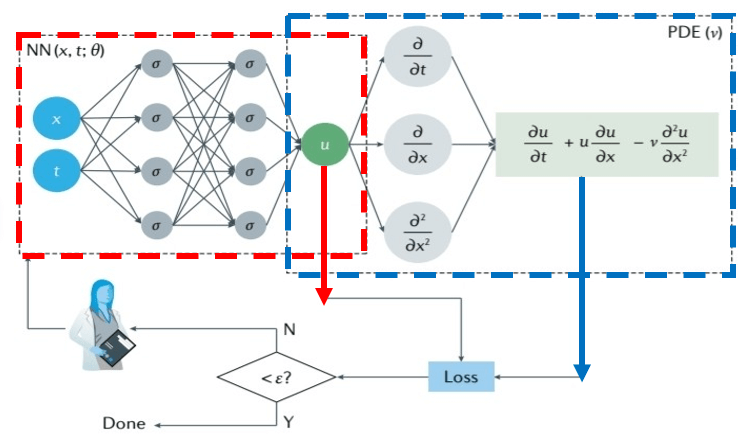 NN (x, t; θ)
PDE (ν)
x
t
σ
σ
σ
σ
σ
σ
σ
σ
u
∂/∂t
∂/∂x
∂²/∂x²
∂u/∂t + u ∂u/∂x − ν ∂²u/∂x²
N
< ε?
Loss
Y
Done